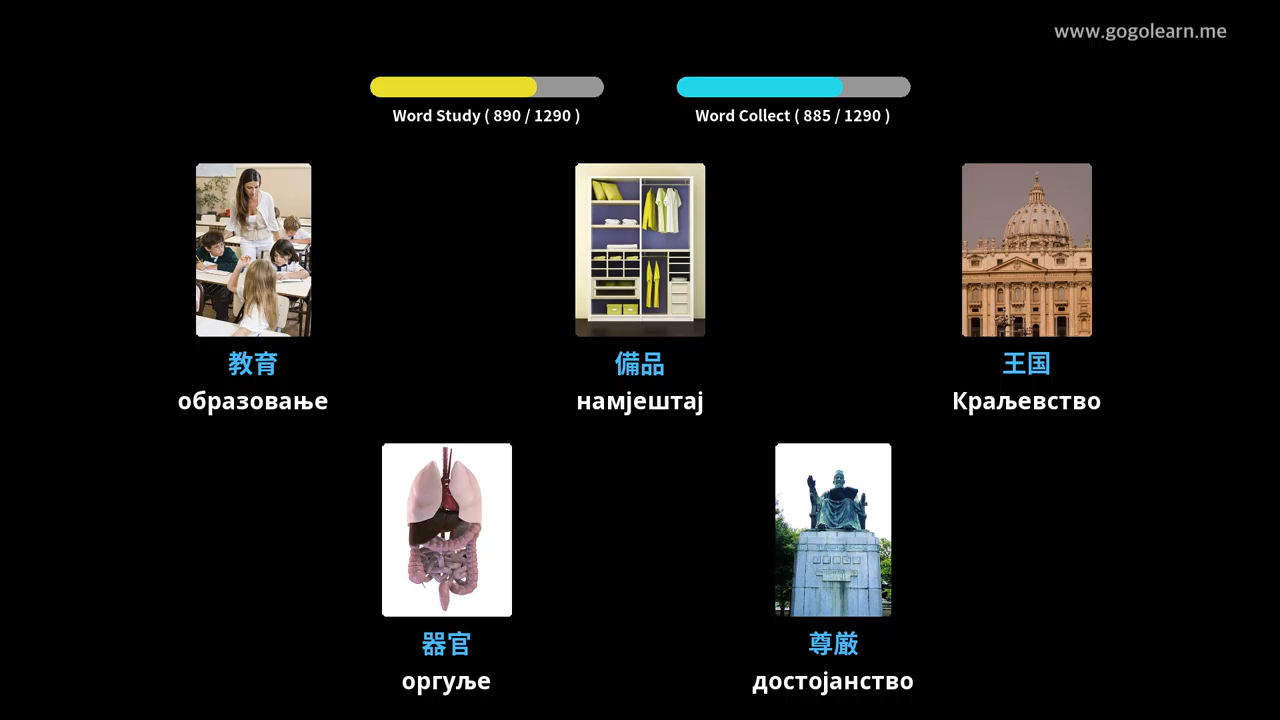 www.gogolearn.me
Word Study ( 890 / 1290 )
Word Collect ( 885 / 1290 )
教育
образовање
備品
намјештај
王国
Краљевство
器官
оргуље
尊厳
достојанство